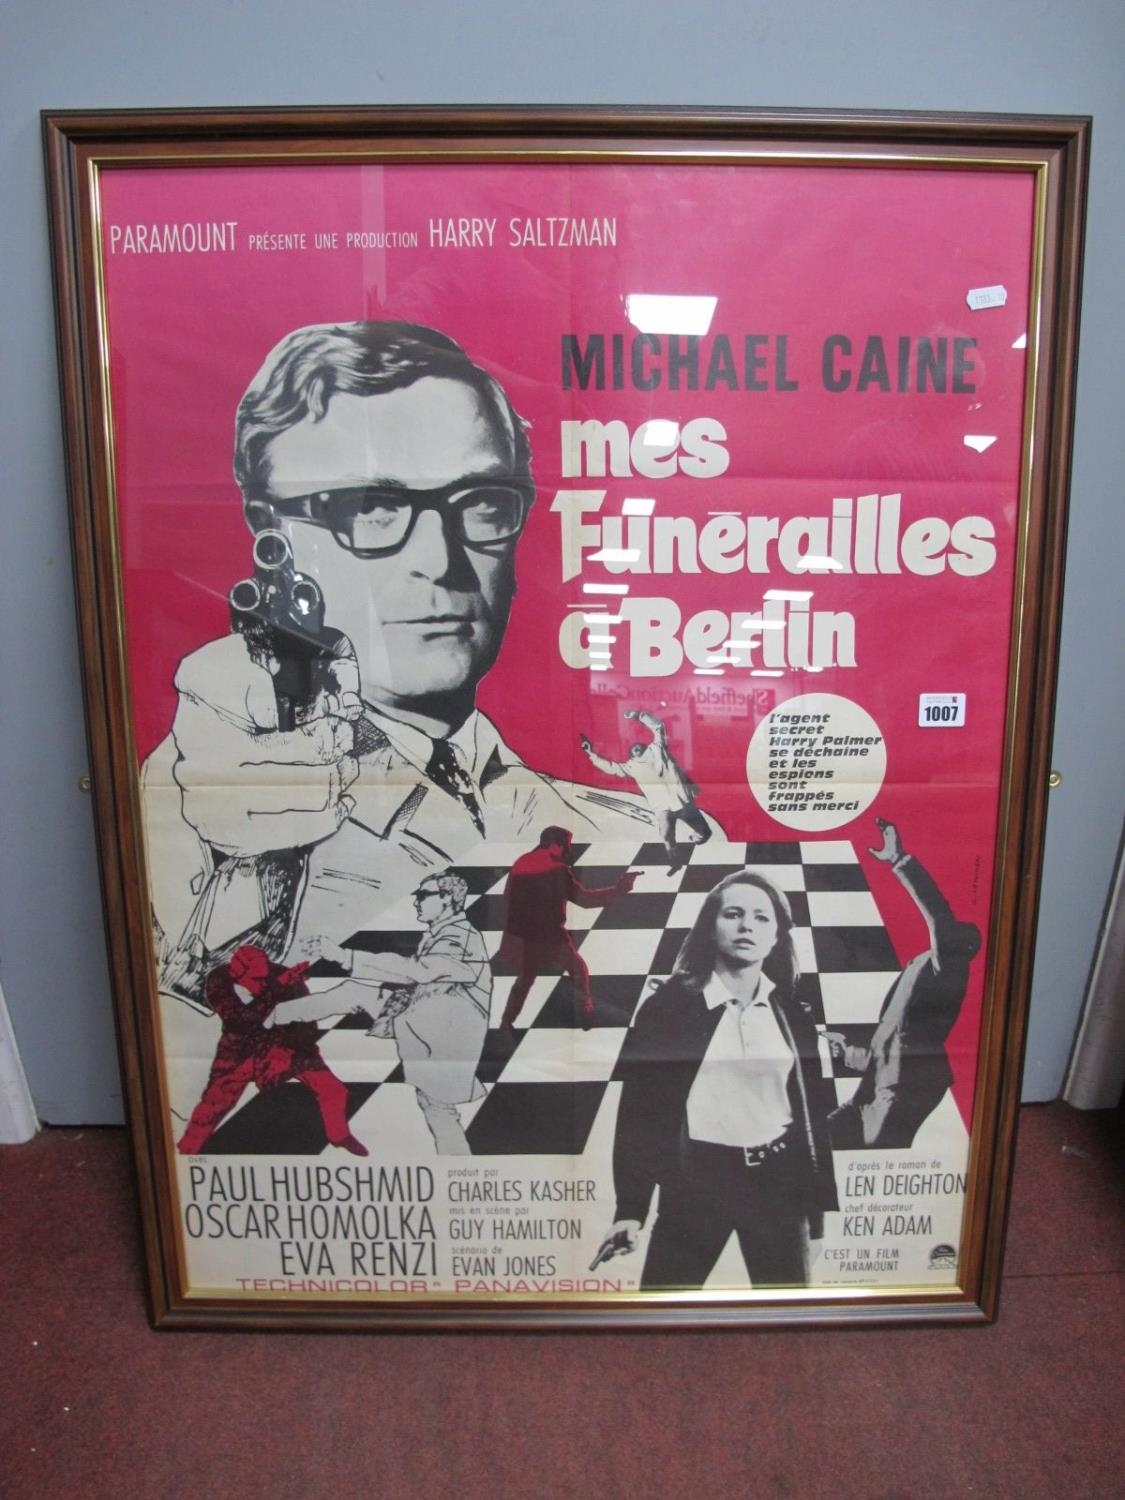 PARAMOUNT PRÉSENTE UNE PRODUCTION HARRY SALTZMAN
MICHAEL CAINE
mes
Funérailles
à Berlin
1007
l'agent
secret
Harry Palmer
se déchaine
et les
espions
sont
frappés
sans merci
avec
PAUL HUBSHMID
OSCAR HOMOLKA
EVA RENZI
produit par
CHARLES KASHER
mis en scène par
GUY HAMILTON
scénario de
EVAN JONES
d'après le roman de
LEN DEIGHTON
chef décorateur
KEN ADAM
C'EST UN FILM
PARAMOUNT
TECHNICOLOR® PANAVISION®